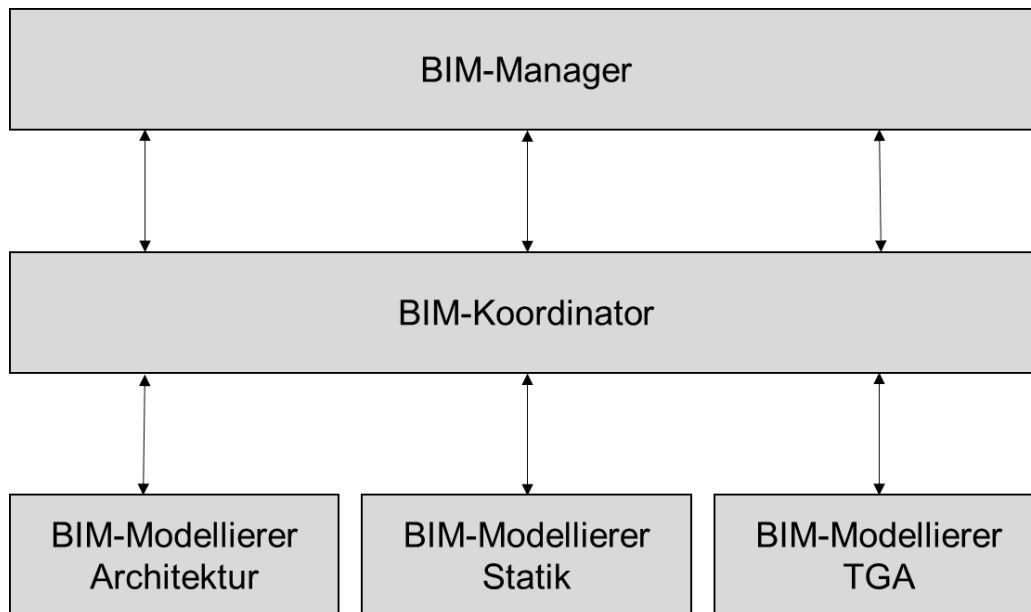 BIM-Manager
BIM-Koordinator
BIM-Modellierer
Architektur
BIM-Modellierer
Statik
BIM-Modellierer
TGA